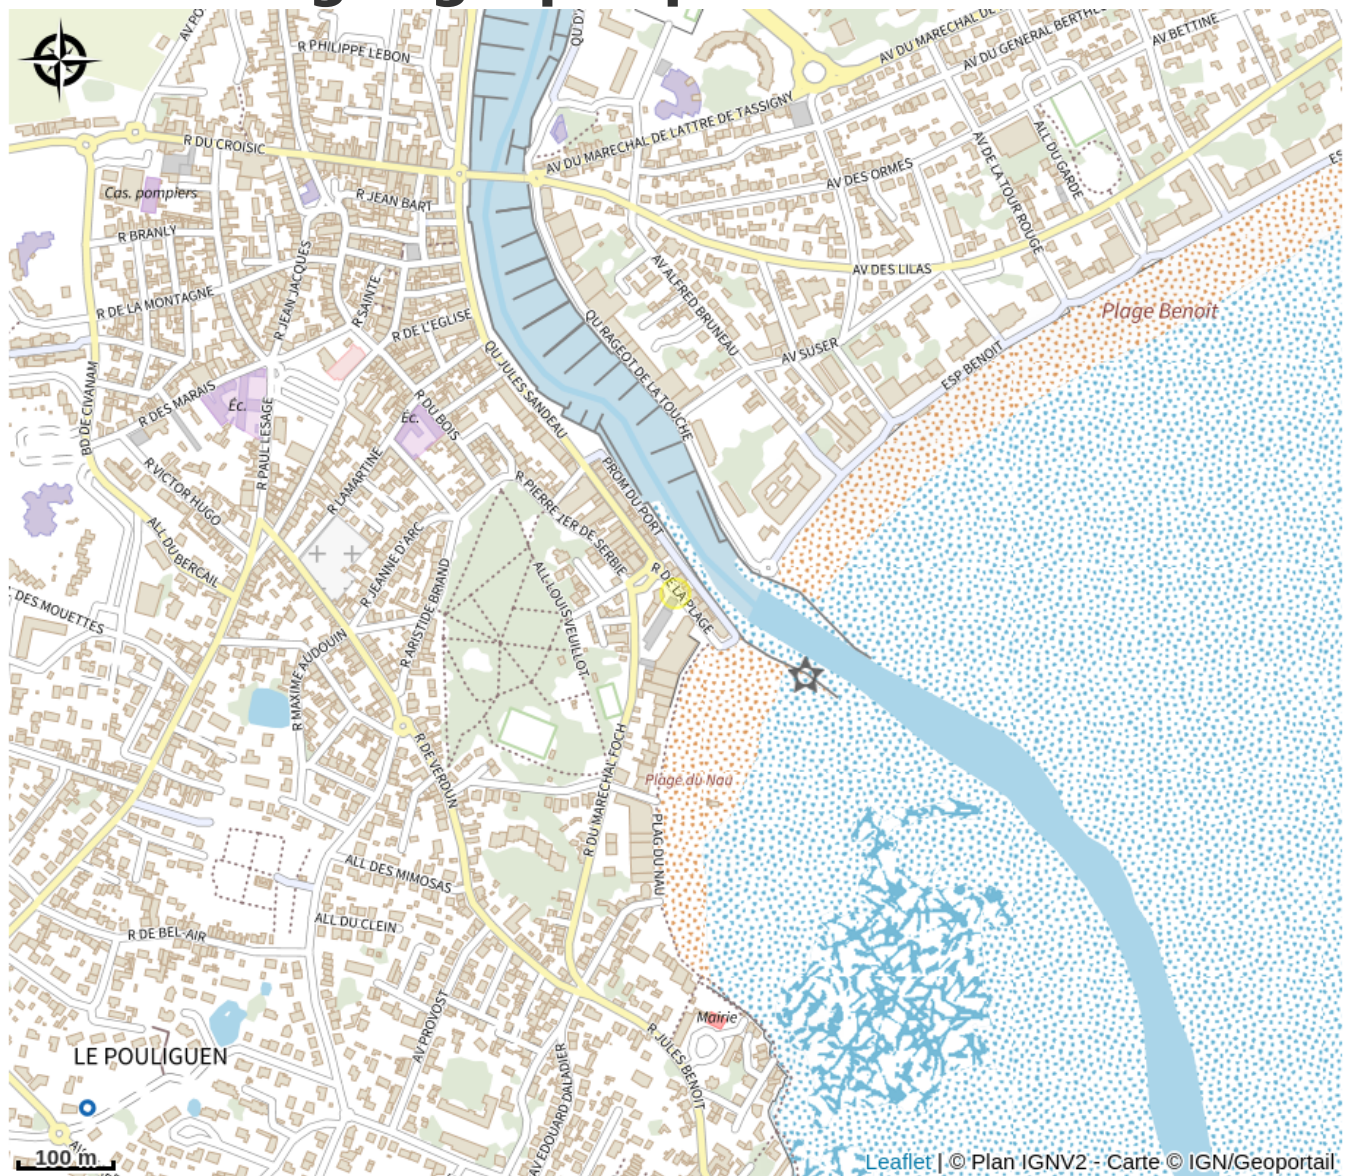 AV PO
R PHILIPPE LEBON
QU D'
AV DU MARECHAL DE
AV DU GENERAL BERTHE
AV BETTINE
R DU CROISIC
AV DU MARECHAL DE LATTRE DE TASSIGNY
AV DES ORMES
AV DE LA TOUR ROUGE
ALL DU GARDE
ES
Cas. pompiers
R JEAN BART
R BRANLY
R JEAN JACQUES
R SAINTE
R DE LA MONTAGNE
R DE L'EGLISE
AV ALFRED BRUNEAU
AV DES LILAS
Plage Benoit
QU RAGEOT DE LA TOUCHE
AV SUSER
ESP BENOIT
QU JULES SANDEAU
BD DE CIVANAM
R DES MARAIS
Éc.
R PAUL LESAGE
R DU BOIS
Éc.
R LAMARTINE
R VICTOR HUGO
PROM DU PORT
R PIERRE 1ER DE SERBIE
ALL DU BERCAIL
R JEANNE D'ARC
R ARISTIDE BRIAND
ALL LOUIS VEUILLOT
R DE LA PLAGE
DES MOUETTES
R MAXIME AUDOUIN
R DE VERDUN
R DU MARECHAL FOCH
Plage du Nau
PLAG DU NAU
ALL DES MIMOSAS
ALL DU CLEIN
R DE BEL-AIR
AV PROVOST
Mairie
R JULES BENOIT
AV EDOUARD DALADIER
LE POULIGUEN
100 m
Leaflet | © Plan IGNV2 - Carte © IGN/Geoportail